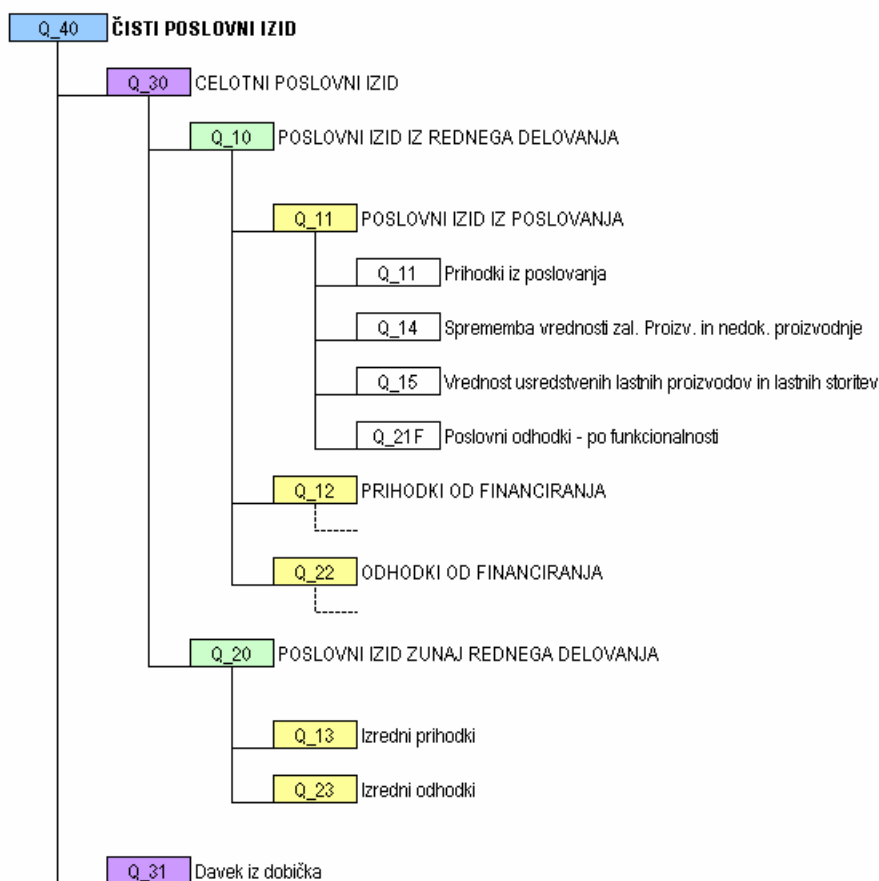 Q_40 ČISTI POSLOVNI IZID
Q_30 CELOTNI POSLOVNI IZID
Q_10 POSLOVNI IZID IZ REDNEGA DELOVANJA
Q_11 POSLOVNI IZID IZ POSLOVANJA
Q_11 Prihodki iz poslovanja
Q_14 Sprememba vrednosti zal. Proizv. in nedok. proizvodnje
Q_15 Vrednost usredstvenih lastnih proizvodov in lastnih storitev
Q_21F Poslovni odhodki - po funkcionalnosti
Q_12 PRIHODKI OD FINANCIRANJA
Q_22 ODHODKI OD FINANCIRANJA
Q_20 POSLOVNI IZID ZUNAJ REDNEGA DELOVANJA
Q_13 Izredni prihodki
Q_23 Izredni odhodki
Q_31 Davek iz dobička